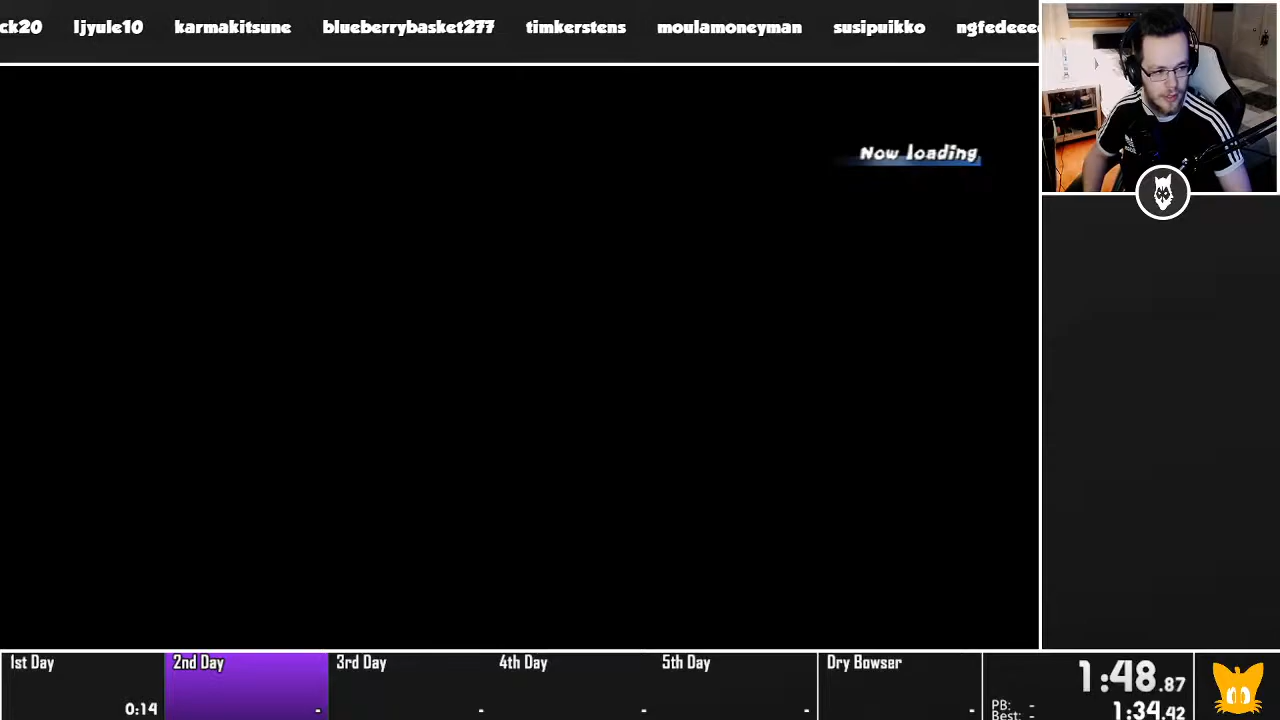 ck20 ljyule10 karmakitsune blueberrybasket277 timkerstens moulamoneyman susipuikko ngfedeee
Now loading
1st Day 2nd Day 3rd Day 4th Day 5th Day Dry Bowser 1:48.87
0:14 - - - - - PB: - 1:34.42
Best: -